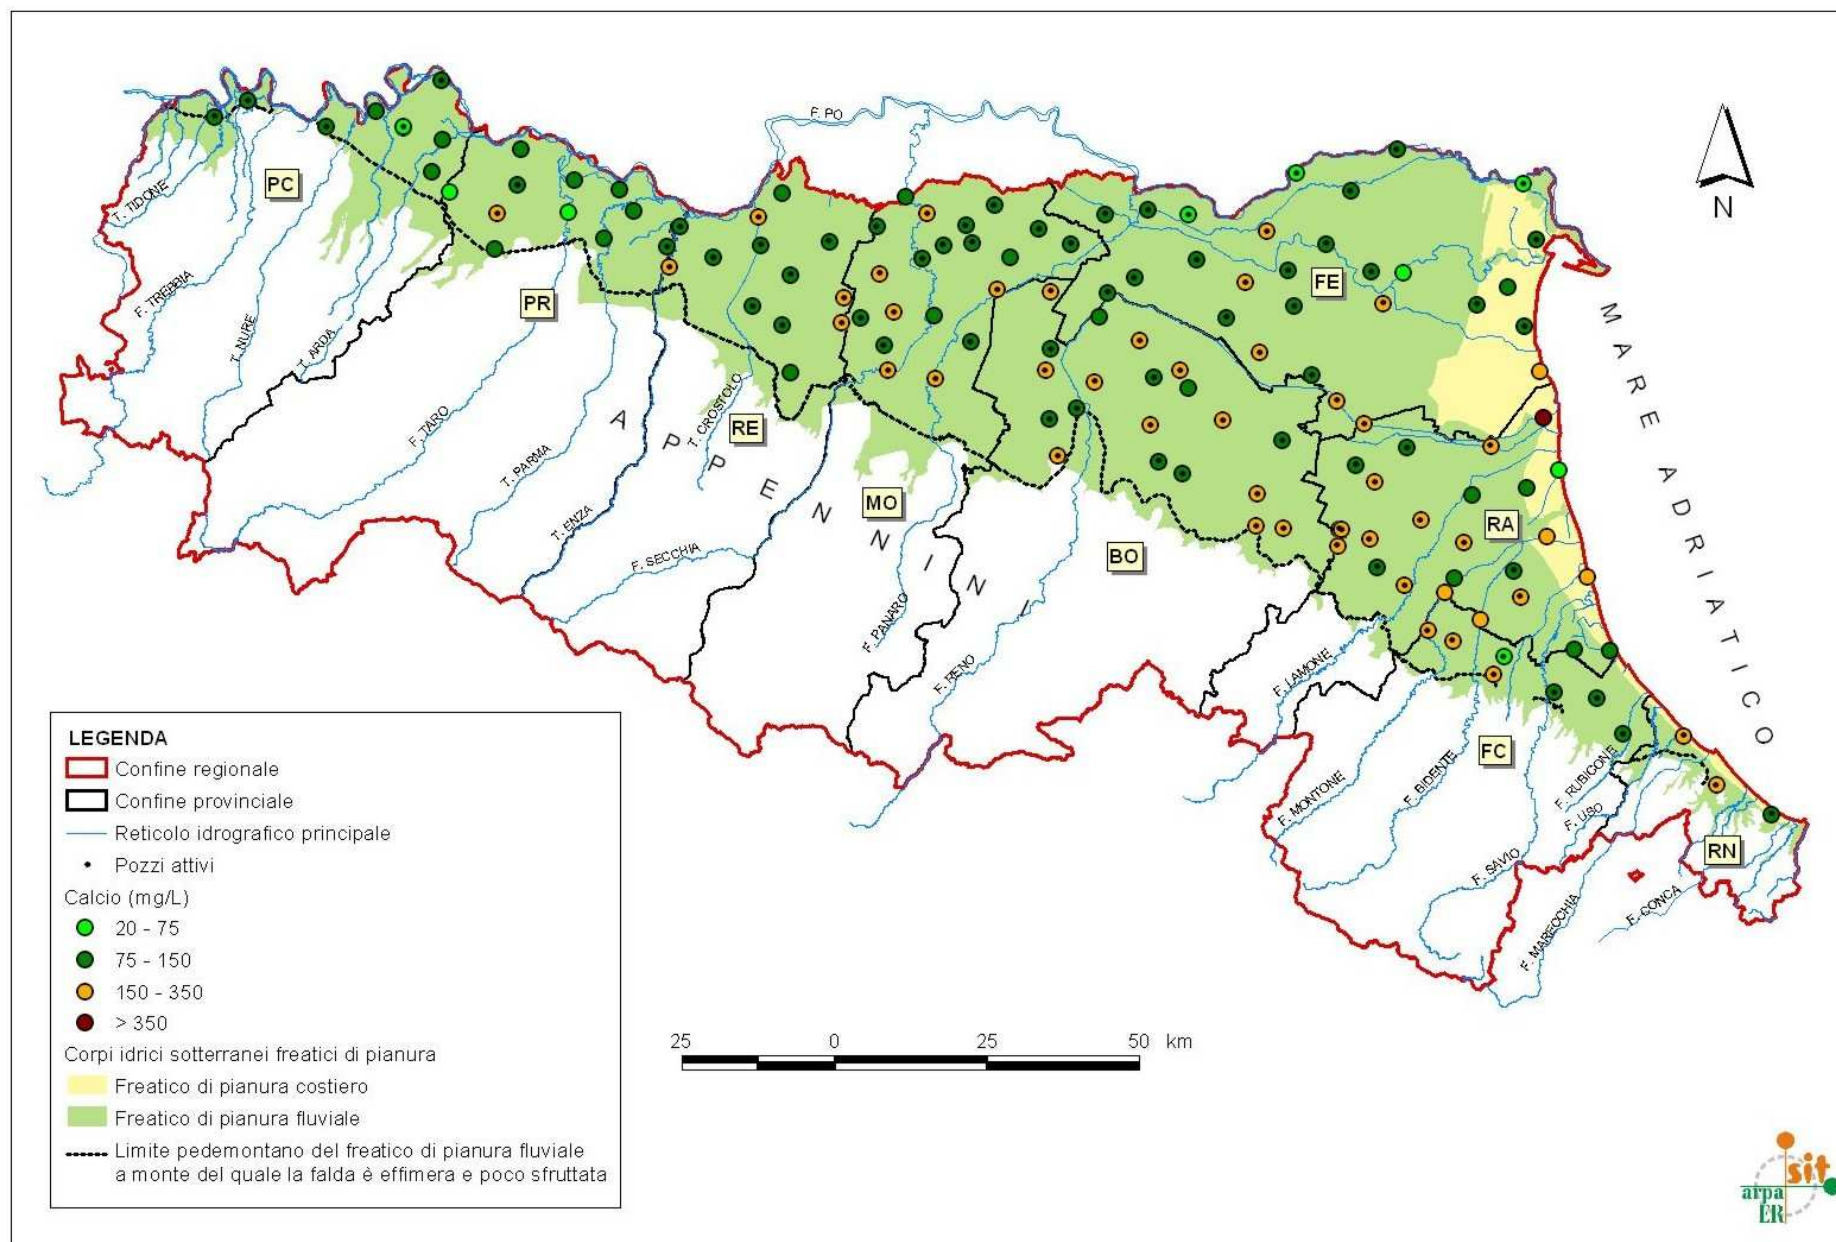 F. PO
N
PC
T. TIDONE
F. TREBBIA
T. NURE
T. ARDA
PR
F. TARO
T. PARMA
T. ENZA
RE
T. CROSTOLO
F. SECCHIA
APPENNINI
MO
F. PANARO
BO
F. RENO
FE
MARE ADRIATICO
RA
F. LAMONE
F. MONTONE
F. BIDENTE
FC
F. SAVIO
F. RUBICONE
F. USO
F. MARECCHIA
F. CONCA
RN
LEGENDA
Confine regionale
Confine provinciale
Reticolo idrografico principale
Pozzi attivi
Calcio (mg/L)
20 - 75
75 - 150
150 - 350
> 350
Corpi idrici sotterranei freatici di pianura
Freatico di pianura costiero
Freatico di pianura fluviale
Limite pedemontano del freatico di pianura fluviale
a monte del quale la falda è effimera e poco sfruttata
25 0 25 50 km
sit
arpa
ER